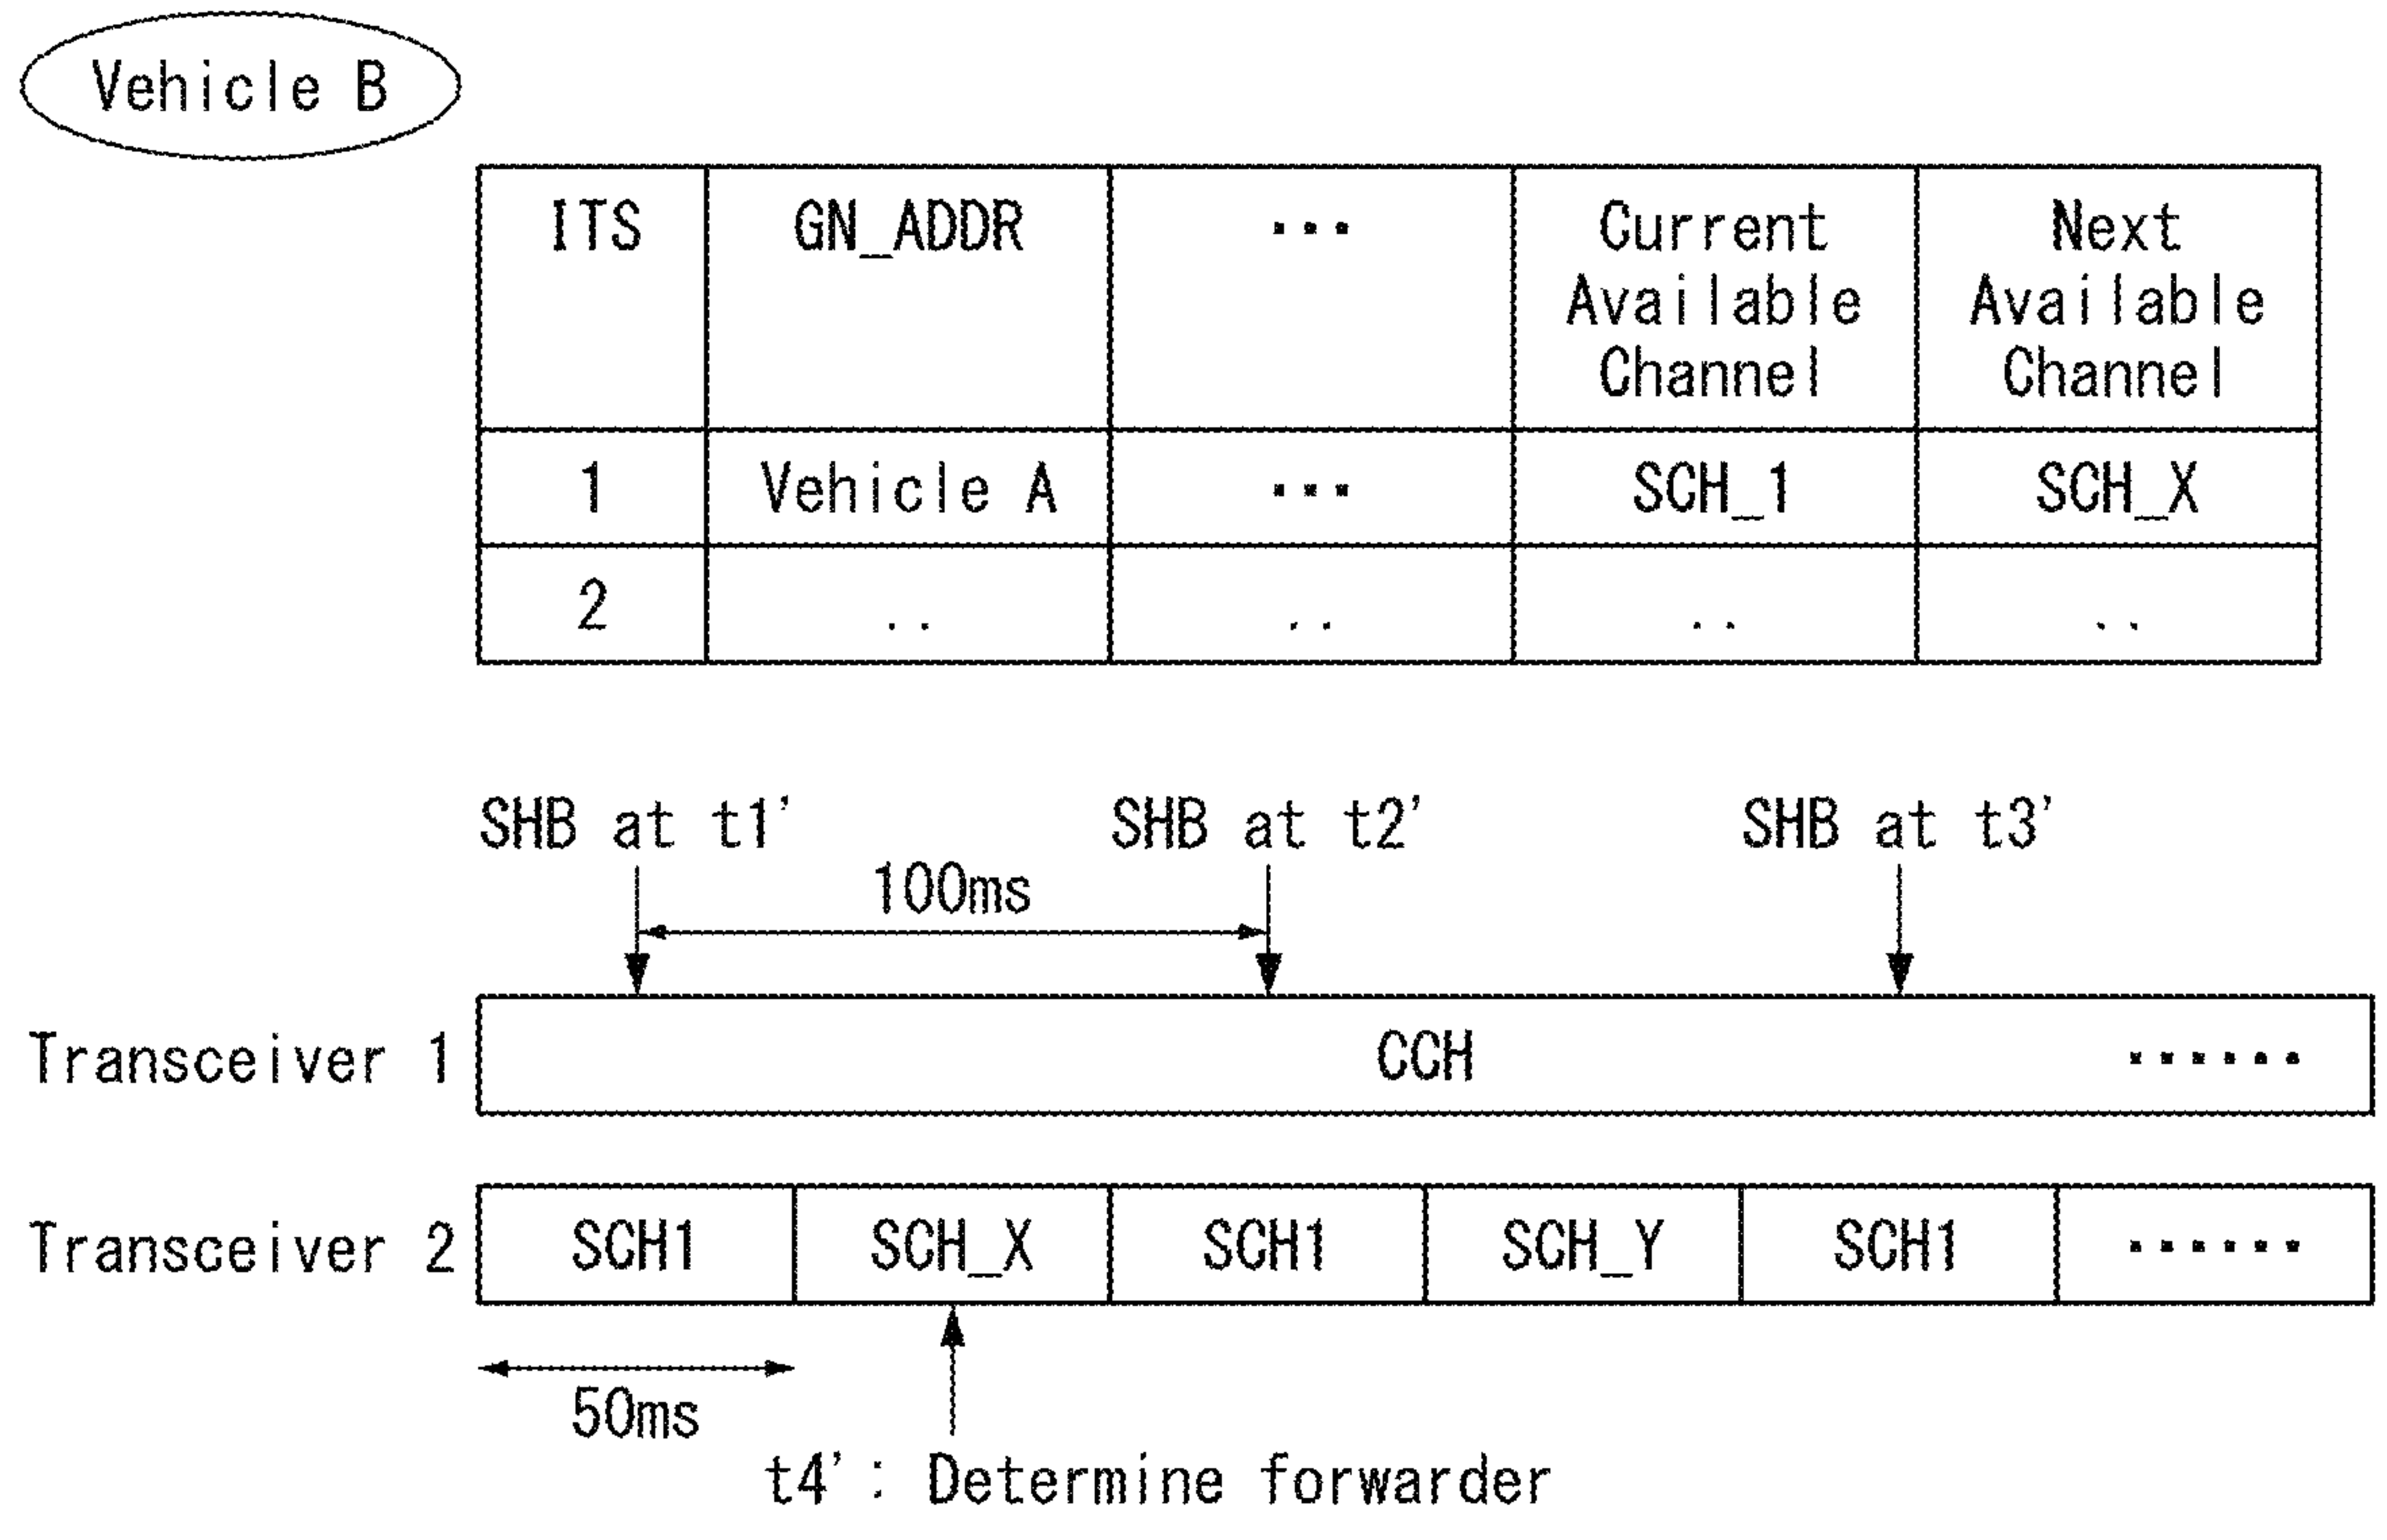 Vehicle B
ITS GN_ADDR ... Current Available Channel Next Available Channel
1 Vehicle A ... SCH_1 SCH_X
2 .. .. .. ..
SHB at t1' SHB at t2' SHB at t3'
100ms
Transceiver 1 CCH ......
Transceiver 2 SCH1 SCH_X SCH1 SCH_Y SCH1 ......
50ms
t4': Determine forwarder